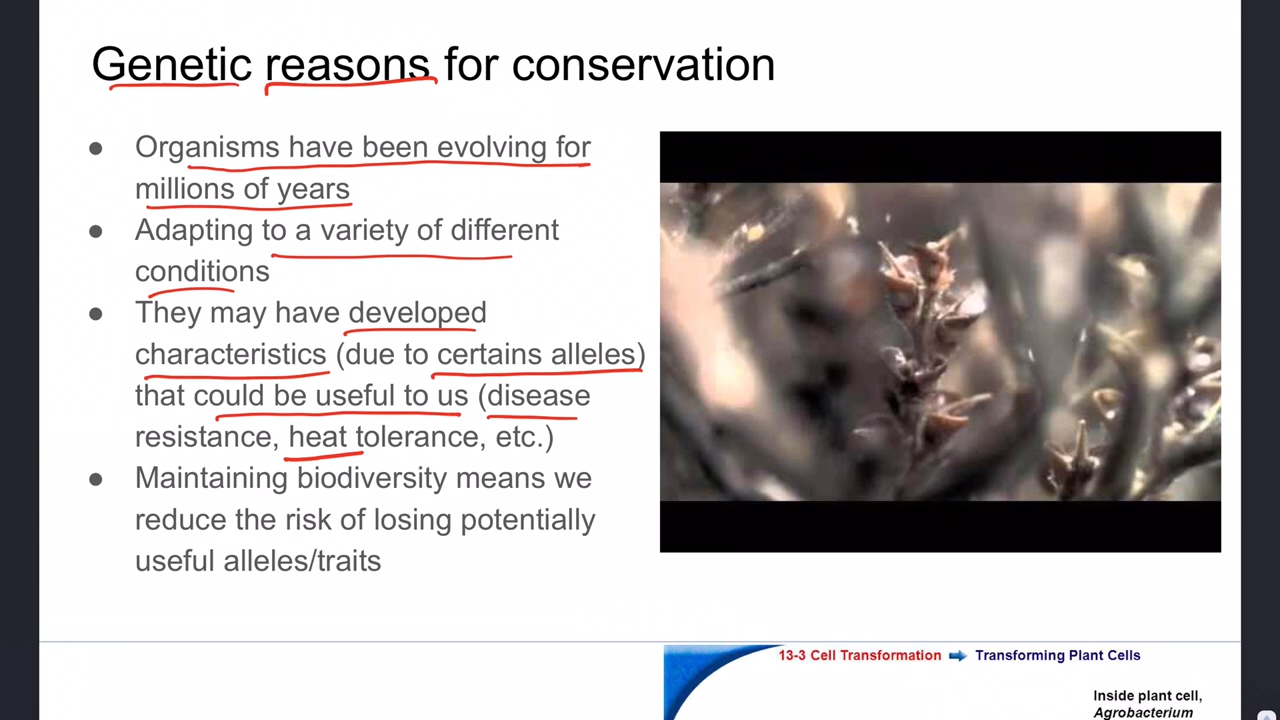 Genetic reasons for conservation
● Organisms have been evolving for
millions of years
● Adapting to a variety of different
conditions
● They may have developed
characteristics (due to certains alleles)
that could be useful to us (disease
resistance, heat tolerance, etc.)
● Maintaining biodiversity means we
reduce the risk of losing potentially
useful alleles/traits
13-3 Cell Transformation ➡ Transforming Plant Cells
Inside plant cell,
Agrobacterium